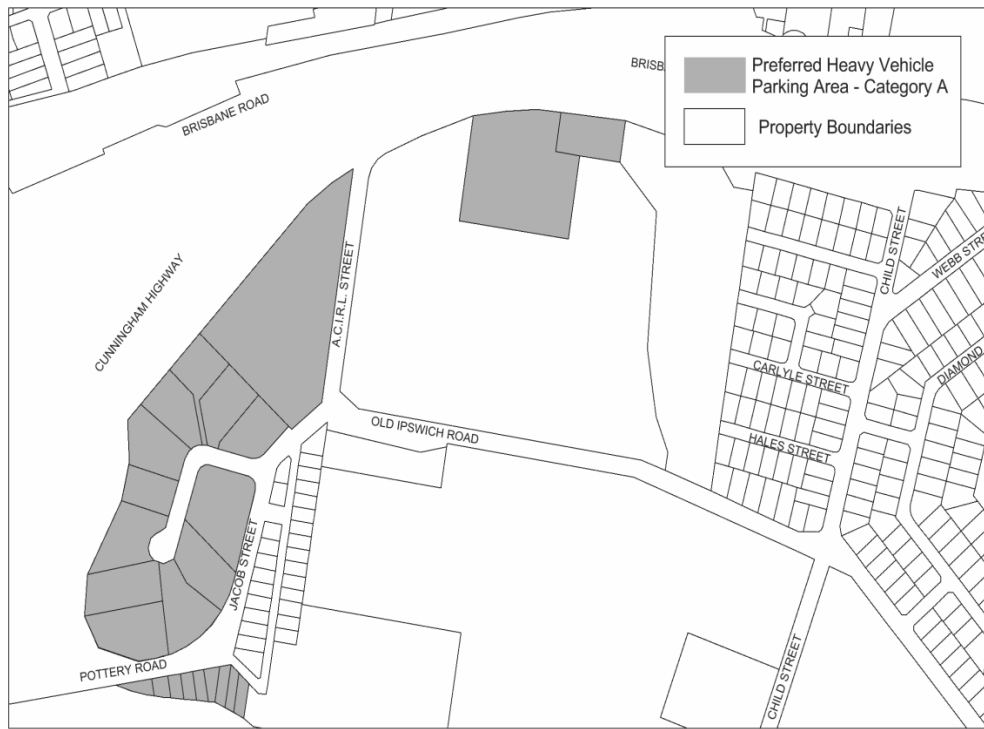 BRISBANE ROAD
BRISB
Preferred Heavy Vehicle
Parking Area - Category A
Property Boundaries
CUNNINGHAM HIGHWAY
A.C.I.R.L. STREET
CHILD STREET
WEBB STRE
CARLYLE STREET
DIAMOND
OLD IPSWICH ROAD
HALES STREET
JACOB STREET
POTTERY ROAD
CHILD STREET